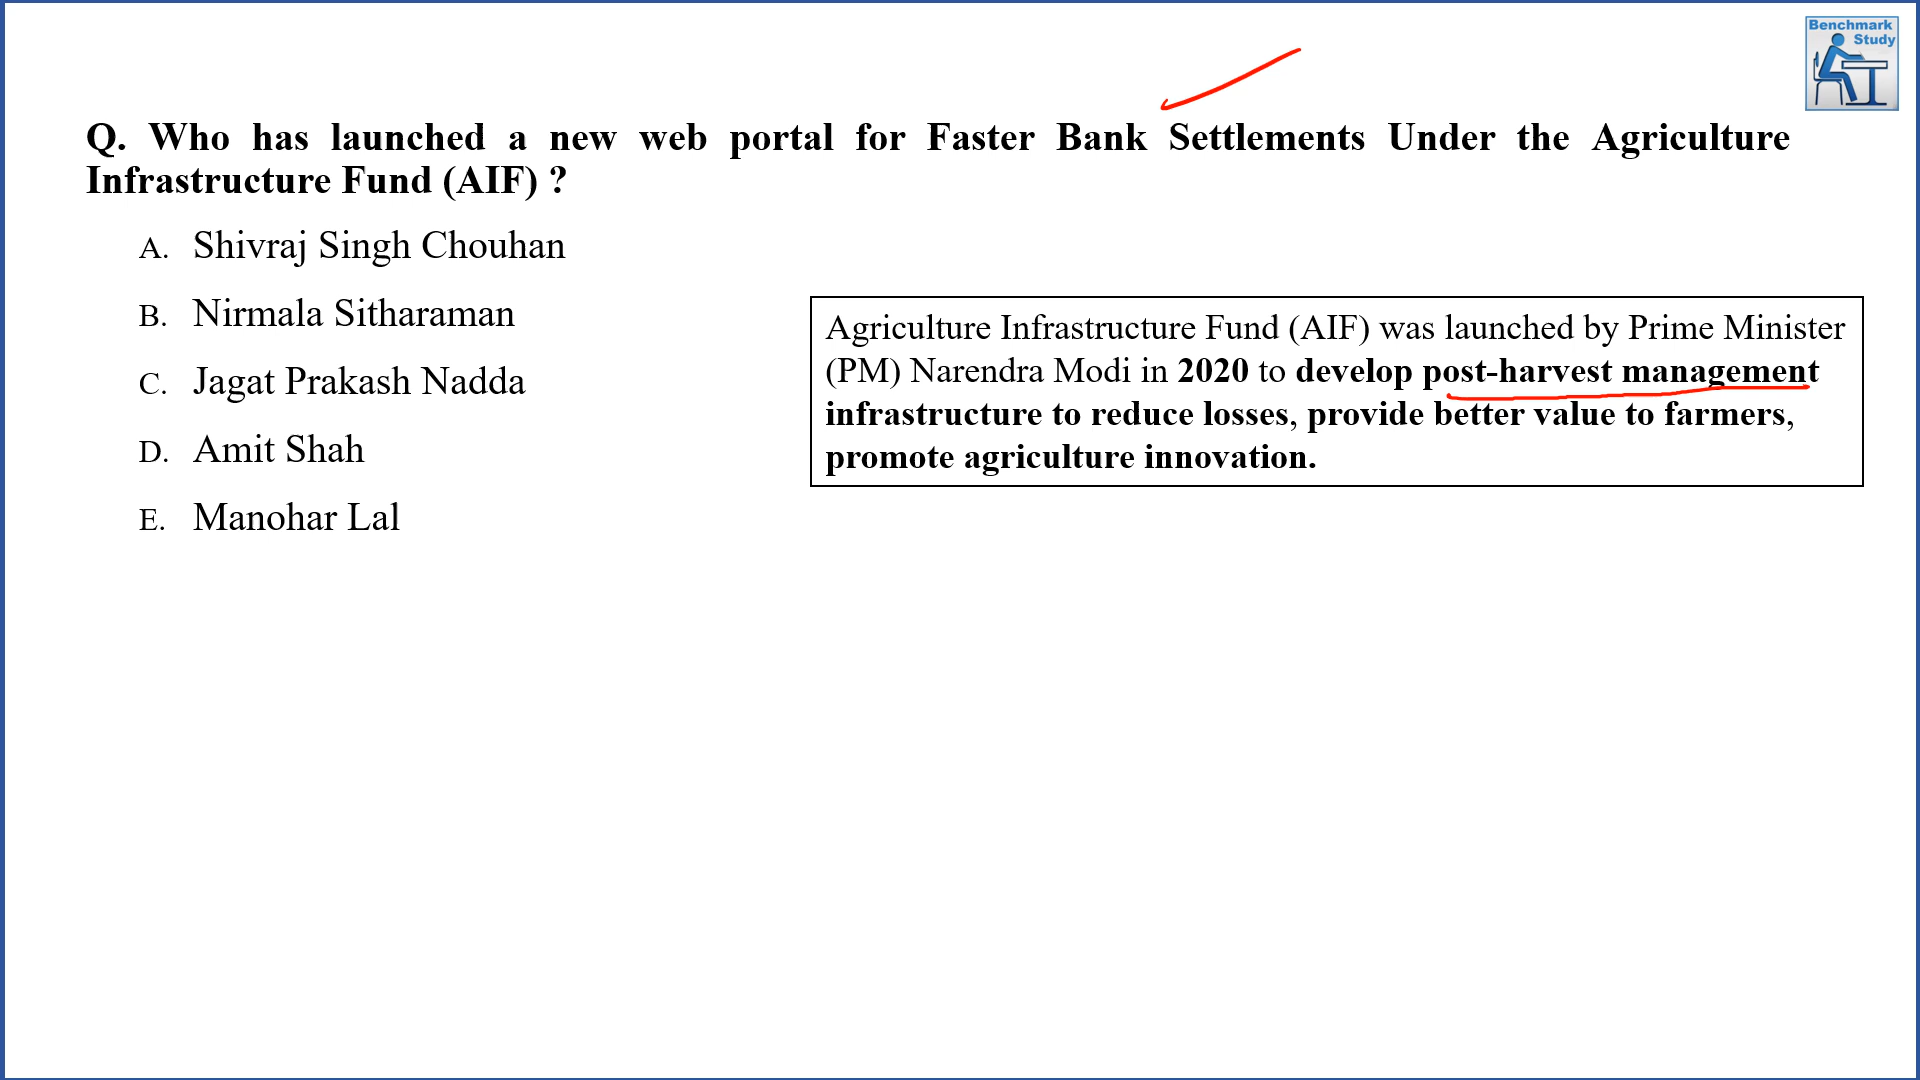 Benchmark
Study
Q. Who has launched a new web portal for Faster Bank Settlements Under the Agriculture
Infrastructure Fund (AIF) ?
A. Shivraj Singh Chouhan
B. Nirmala Sitharaman
C. Jagat Prakash Nadda
D. Amit Shah
E. Manohar Lal
Agriculture Infrastructure Fund (AIF) was launched by Prime Minister
(PM) Narendra Modi in 2020 to develop post-harvest management
infrastructure to reduce losses, provide better value to farmers,
promote agriculture innovation.